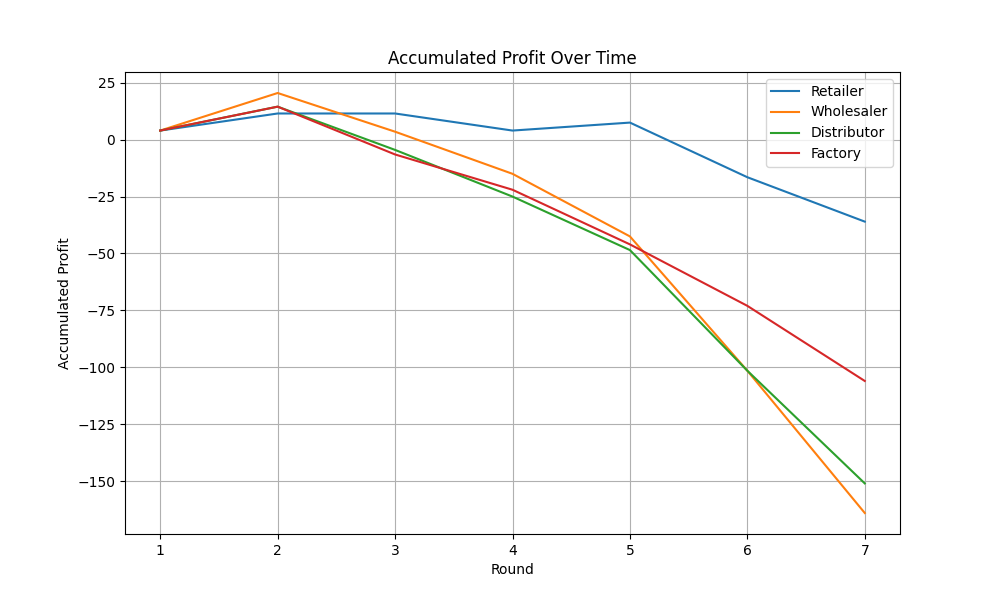 Accumulated Profit Over Time
Accumulated Profit
25
0
−25
−50
−75
−100
−125
−150
Retailer
Wholesaler
Distributor
Factory
1 2 3 4 5 6 7
Round